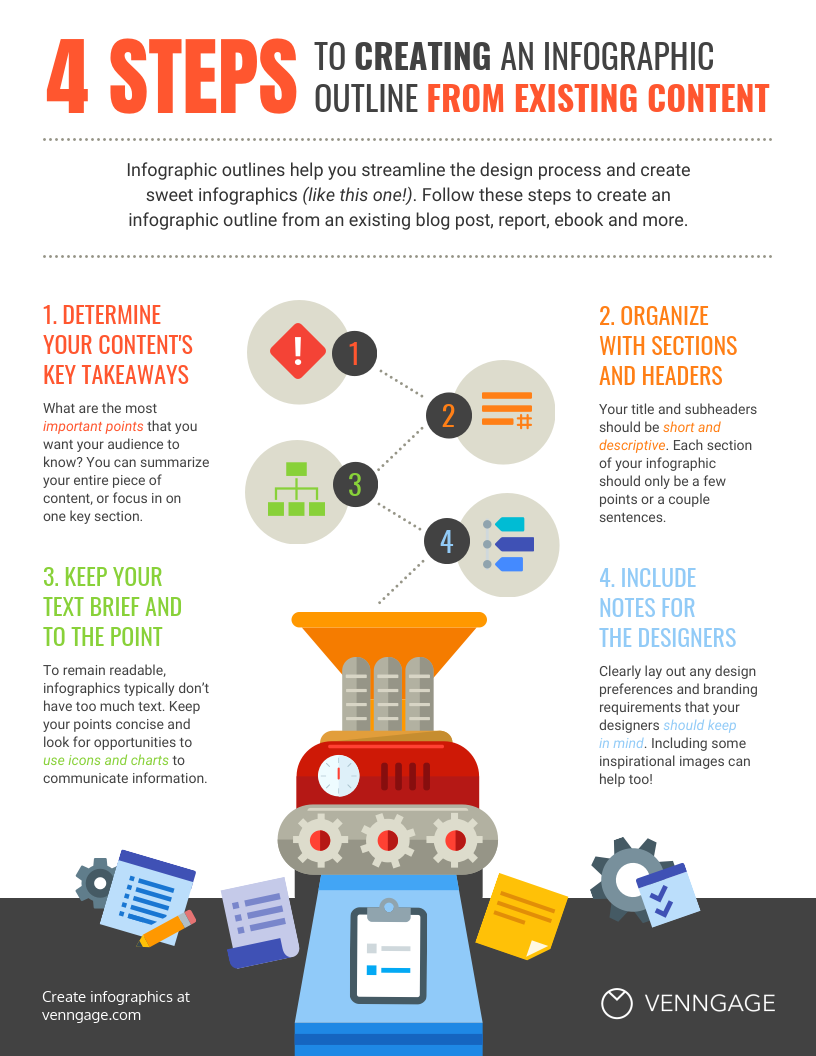 4 STEPS
TO CREATING AN INFOGRAPHIC
OUTLINE FROM EXISTING CONTENT
Infographic outlines help you streamline the design process and create
sweet infographics (like this one!). Follow these steps to create an
infographic outline from an existing blog post, report, ebook and more.
1. DETERMINE
YOUR CONTENT'S
KEY TAKEAWAYS
What are the most
important points that you
want your audience to
know? You can summarize
your entire piece of
content, or focus in on
one key section.
!
1
2
#
3
4
2. ORGANIZE
WITH SECTIONS
AND HEADERS
Your title and subheaders
should be short and
descriptive. Each section
of your infographic
should only be a few
points or a couple
sentences.
3. KEEP YOUR
TEXT BRIEF AND
TO THE POINT
To remain readable,
infographics typically don’t
have too much text. Keep
your points concise and
look for opportunities to
use icons and charts to
communicate information.
4. INCLUDE
NOTES FOR
THE DESIGNERS
Clearly lay out any design
preferences and branding
requirements that your
designers should keep
in mind. Including some
inspirational images can
help too!
Create infographics at
venngage.com
VENNGAGE